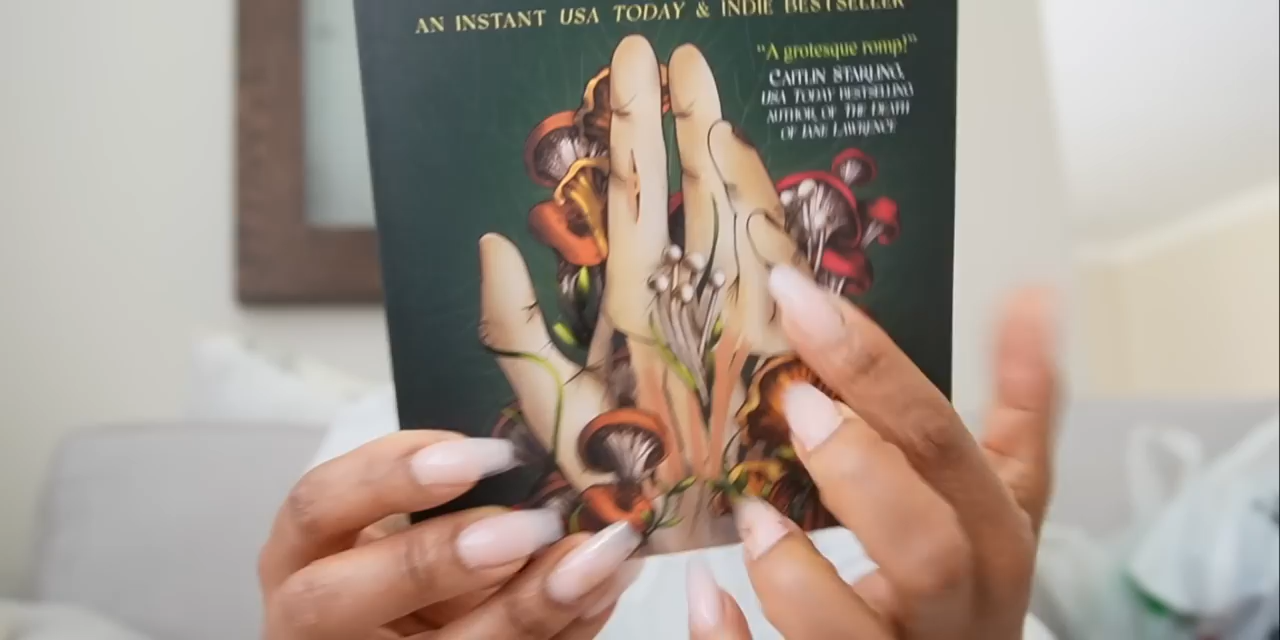 AN INSTANT USA TODAY & INDIE BESTSELLER
"A grotesque romp!"
CAITLIN STARLING,
USA TODAY BESTSELLING
AUTHOR OF THE DEATH
OF JANE LAWRENCE